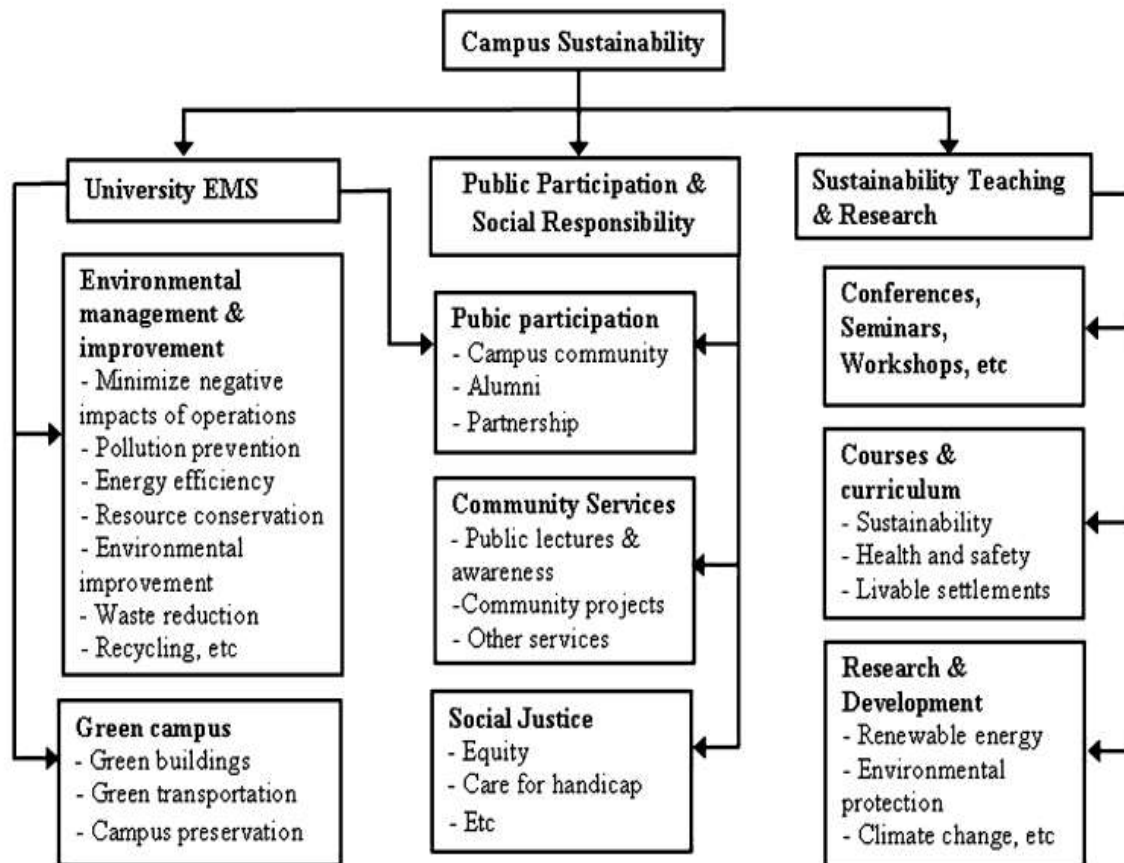 Campus Sustainability
University EMS
Public Participation &
Social Responsibility
Sustainability Teaching
& Research
Environmental
management &
improvement
- Minimize negative
impacts of operations
- Pollution prevention
- Energy efficiency
- Resource conservation
- Environmental
improvement
- Waste reduction
- Recycling, etc
Green campus
- Green buildings
- Green transportation
- Campus preservation
Pubic participation
- Campus community
- Alumni
- Partnership
Community Services
- Public lectures &
awareness
-Community projects
- Other services
Social Justice
- Equity
- Care for handicap
- Etc
Conferences,
Seminars,
Workshops, etc
Courses &
curriculum
- Sustainability
- Health and safety
- Livable settlements
Research &
Development
- Renewable energy
- Environmental
protection
- Climate change, etc